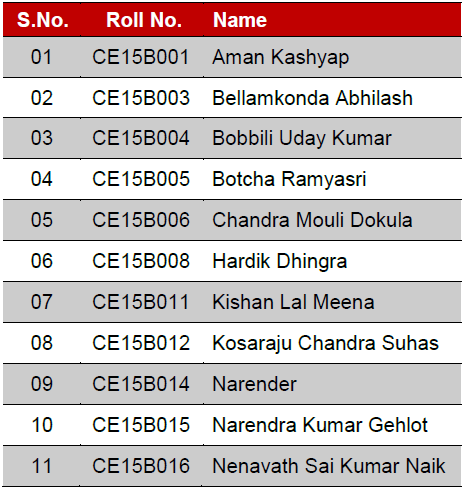 S.No. Roll No. Name
01 CE15B001 Aman Kashyap
02 CE15B003 Bellamkonda Abhilash
03 CE15B004 Bobbili Uday Kumar
04 CE15B005 Botcha Ramyasri
05 CE15B006 Chandra Mouli Dokula
06 CE15B008 Hardik Dhingra
07 CE15B011 Kishan Lal Meena
08 CE15B012 Kosaraju Chandra Suhas
09 CE15B014 Narender
10 CE15B015 Narendra Kumar Gehlot
11 CE15B016 Nenavath Sai Kumar Naik